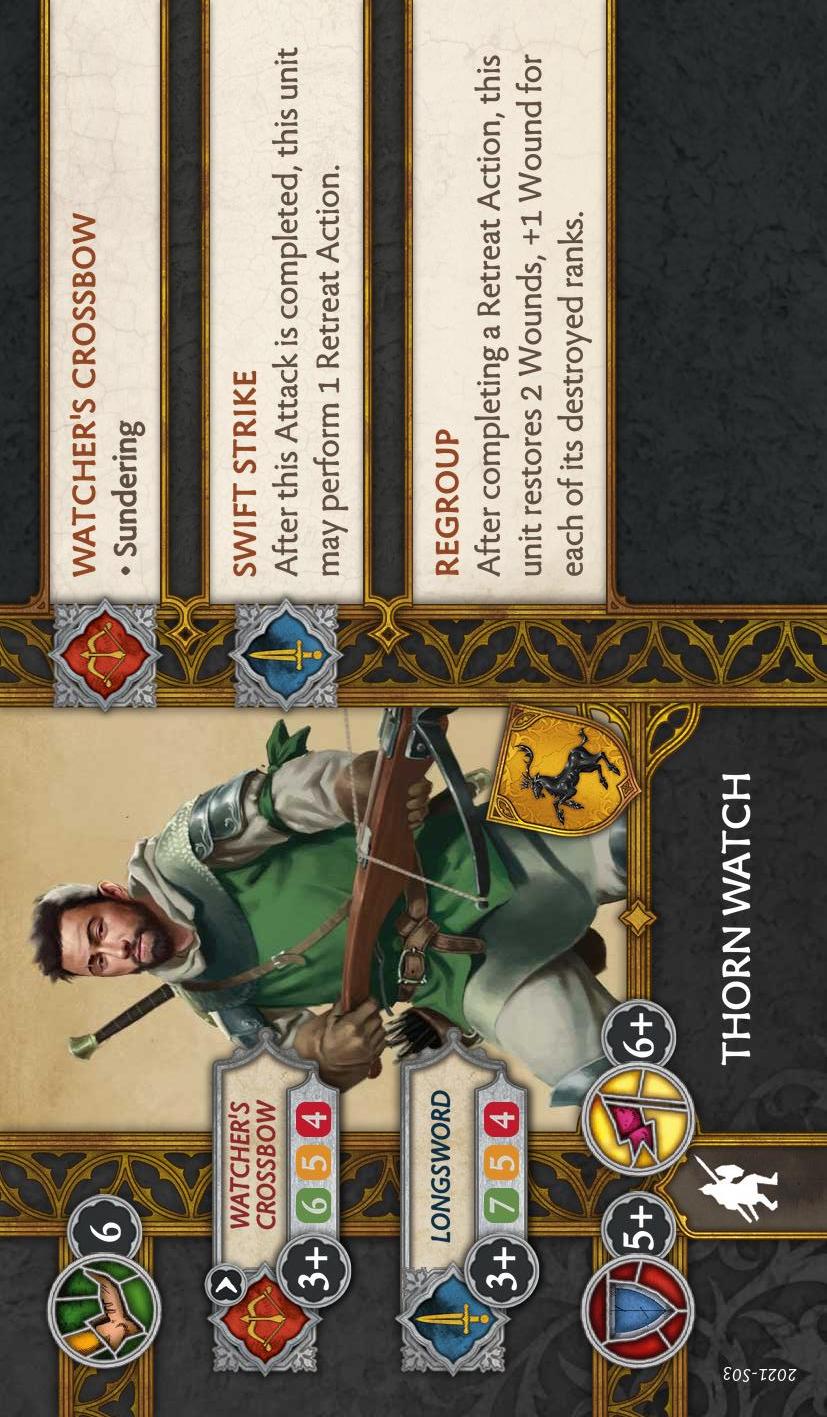 6
WATCHER'S
CROSSBOW
3+
6 5 4
LONGSWORD
3+
7 5 4
5+
6+
THORN WATCH
WATCHER'S CROSSBOW
• Sundering
SWIFT STRIKE
After this Attack is completed, this unit
may perform 1 Retreat Action.
REGROUP
After completing a Retreat Action, this
unit restores 2 Wounds, +1 Wound for
each of its destroyed ranks.
2021-S03